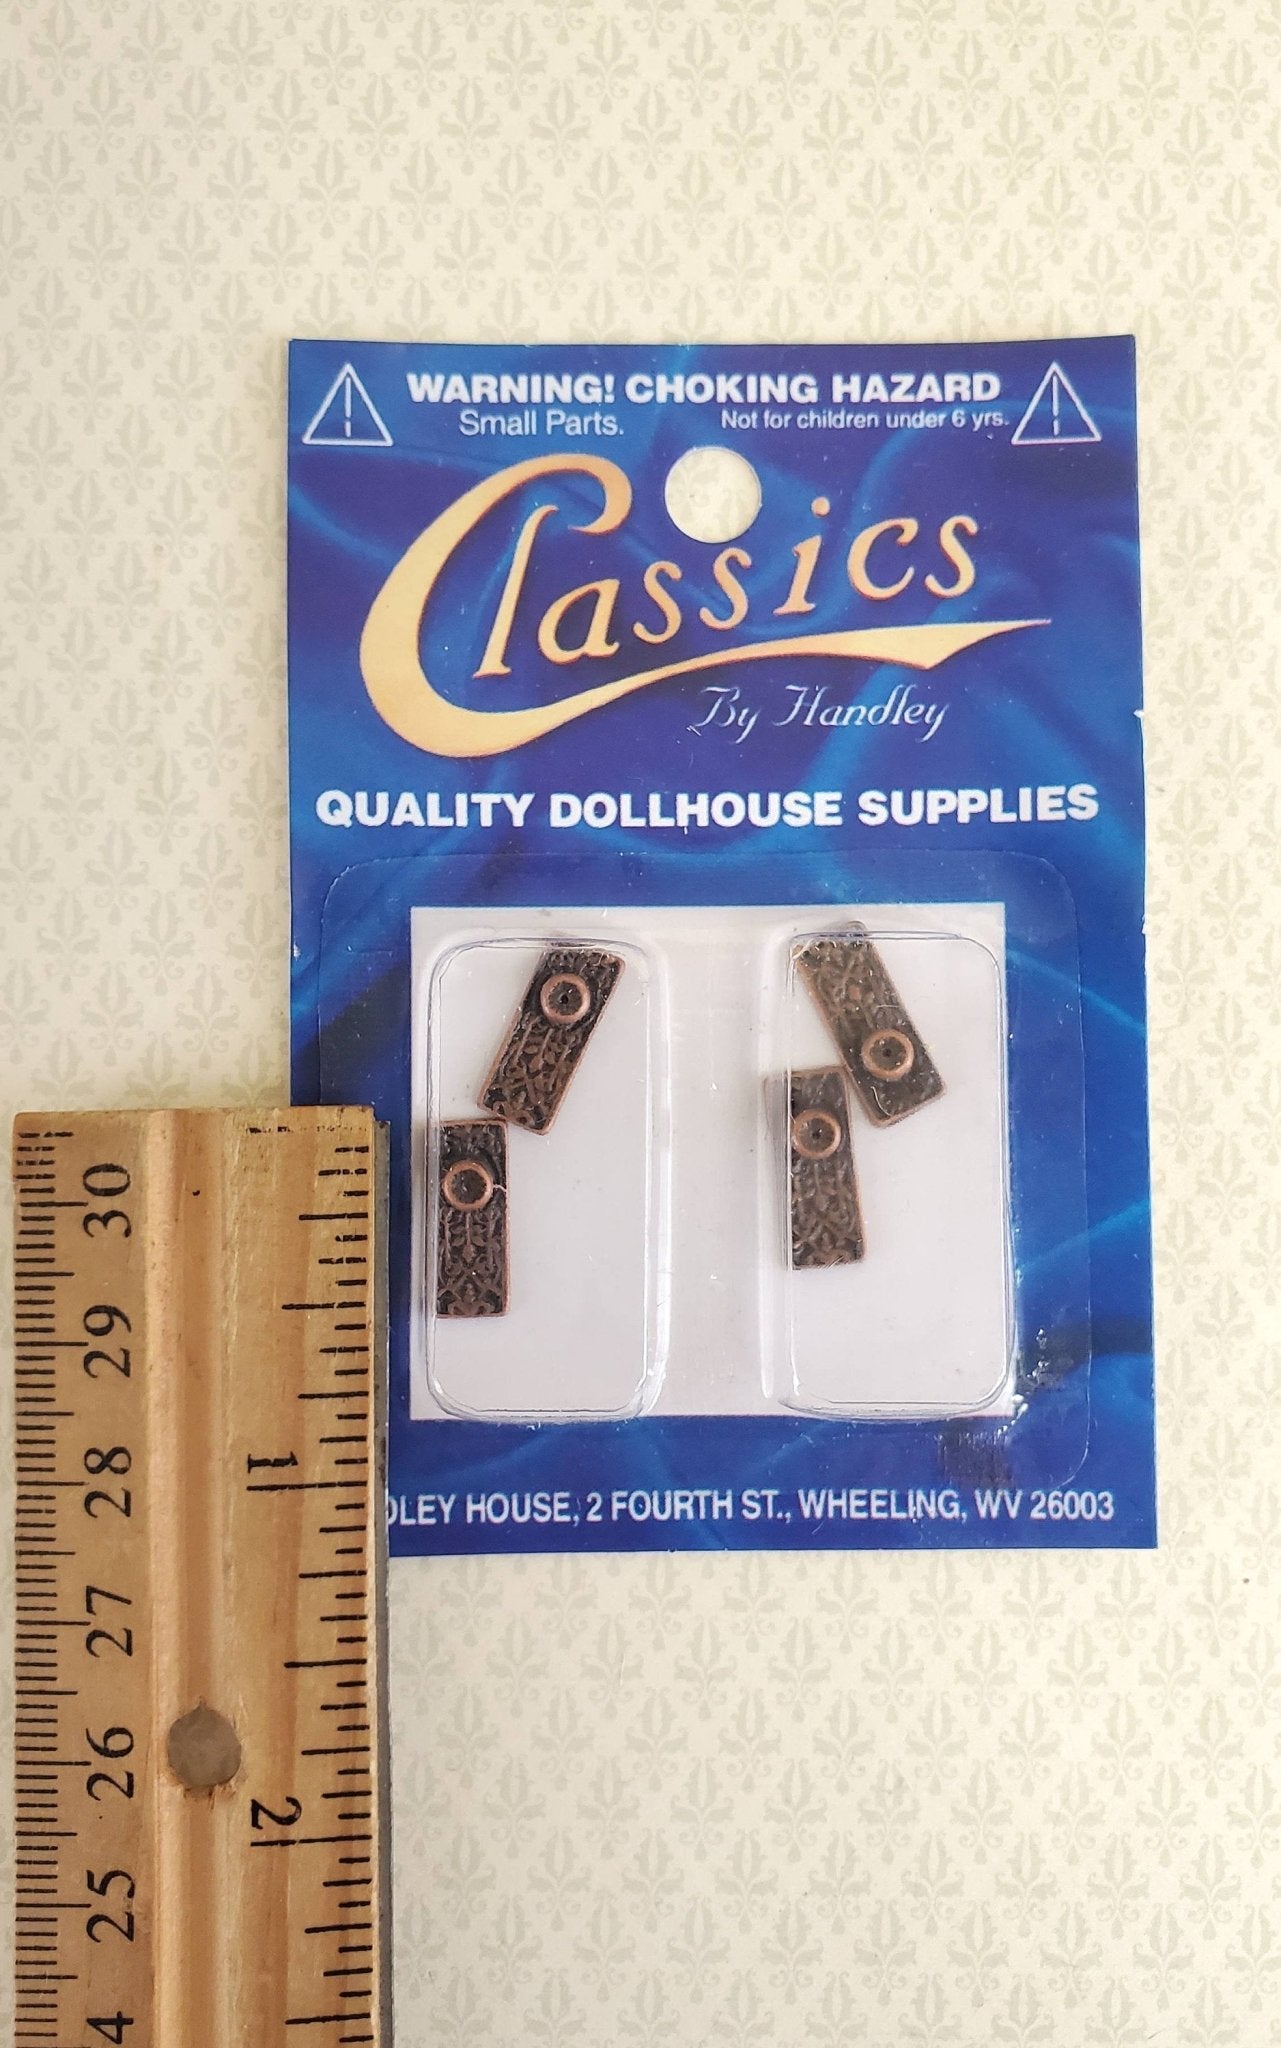 WARNING! CHOKING HAZARD
Small Parts. Not for children under 6 yrs.
Classics
By Handley
QUALITY DOLLHOUSE SUPPLIES
DLEY HOUSE, 2 FOURTH ST., WHEELING, WV 26003
30
29
28
27
26
25
4
1
2